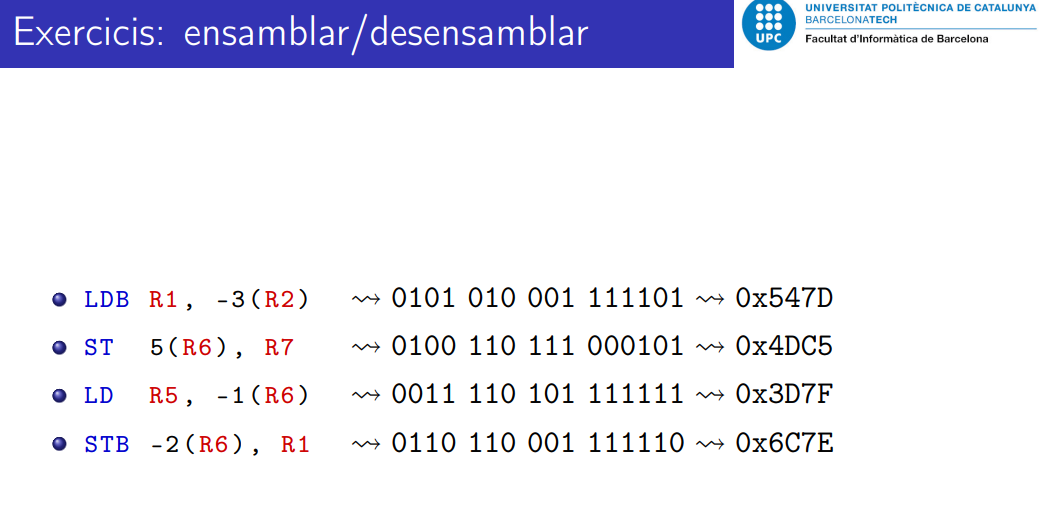 Exercicis: ensamblar/desensamblar
UNIVERSITAT POLITÈCNICA DE CATALUNYA
BARCELONATECH
Facultat d'Informàtica de Barcelona
UPC
LDB R1, -3(R2) ⇝ 0101 010 001 111101 ⇝ 0x547D
ST 5(R6), R7 ⇝ 0100 110 111 000101 ⇝ 0x4DC5
LD R5, -1(R6) ⇝ 0011 110 101 111111 ⇝ 0x3D7F
STB -2(R6), R1 ⇝ 0110 110 001 111110 ⇝ 0x6C7E